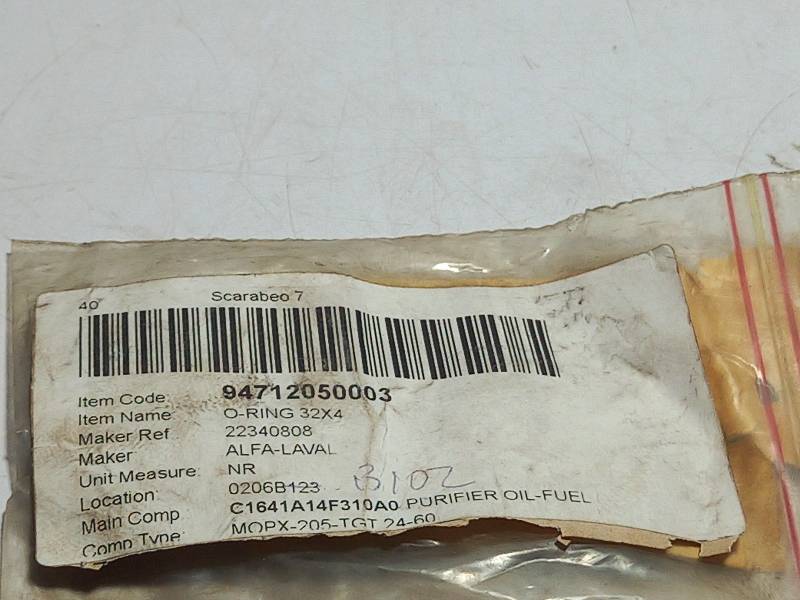 40 Scarabeo 7
Item Code: 94712050003
Item Name: O-RING 32X4
Maker Ref 22340808
Maker ALFA-LAVAL
Unit Measure: NR
Location: 0206B123 B102
Main Comp C1641A14F310A0 PURIFIER OIL-FUEL
Comp Type: MOPX-205-TGT 24-60